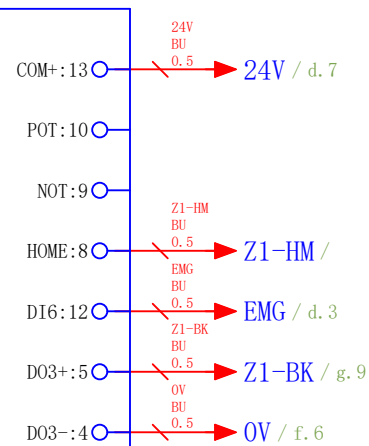 24V
BU
COM+:13 0.5 24V / d.7
POT:10
NOT:9
Z1-HM
BU
HOME:8 0.5 Z1-HM /
EMG
BU
DI6:12 0.5 EMG / d.3
Z1-BK
BU
DO3+:5 0.5 Z1-BK / g.9
0V
BU
DO3-:4 0.5 0V / f.6